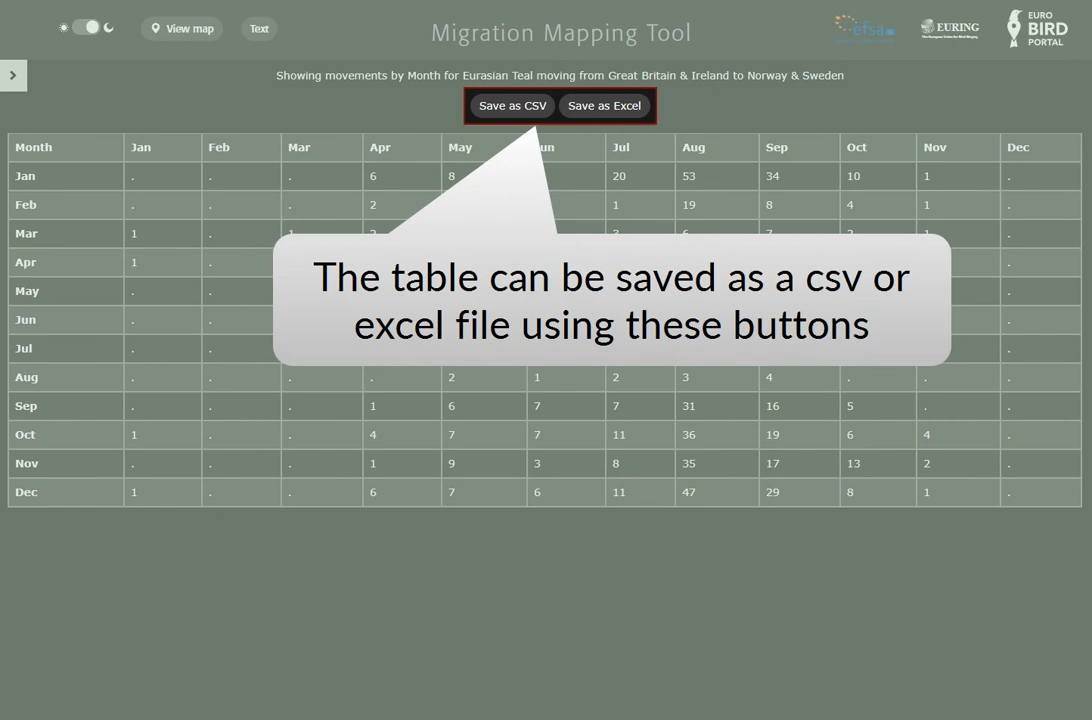 View map
Text
Migration Mapping Tool
efsa
EURING
EURO
BIRD
PORTAL
Showing movements by Month for Eurasian Teal moving from Great Britain & Ireland to Norway & Sweden
Save as CSV Save as Excel
Month Jan Feb Mar Apr May Jul Aug Sep Oct Nov Dec
Jan . . . 6 8 20 53 34 10 1 .
Feb . . . 2 1 19 8 4 1 .
Mar 1 .
Apr 1 . .
May . . .
Jun . . .
Jul . . .
The table can be saved as a csv or
excel file using these buttons
Aug . . . . 2 1 2 3 4 . . .
Sep . . . 1 6 7 7 31 16 5 . .
Oct 1 . . 4 7 7 11 36 19 6 4 .
Nov . . . 1 9 3 8 35 17 13 2 .
Dec 1 . . 6 7 6 11 47 29 8 1 .